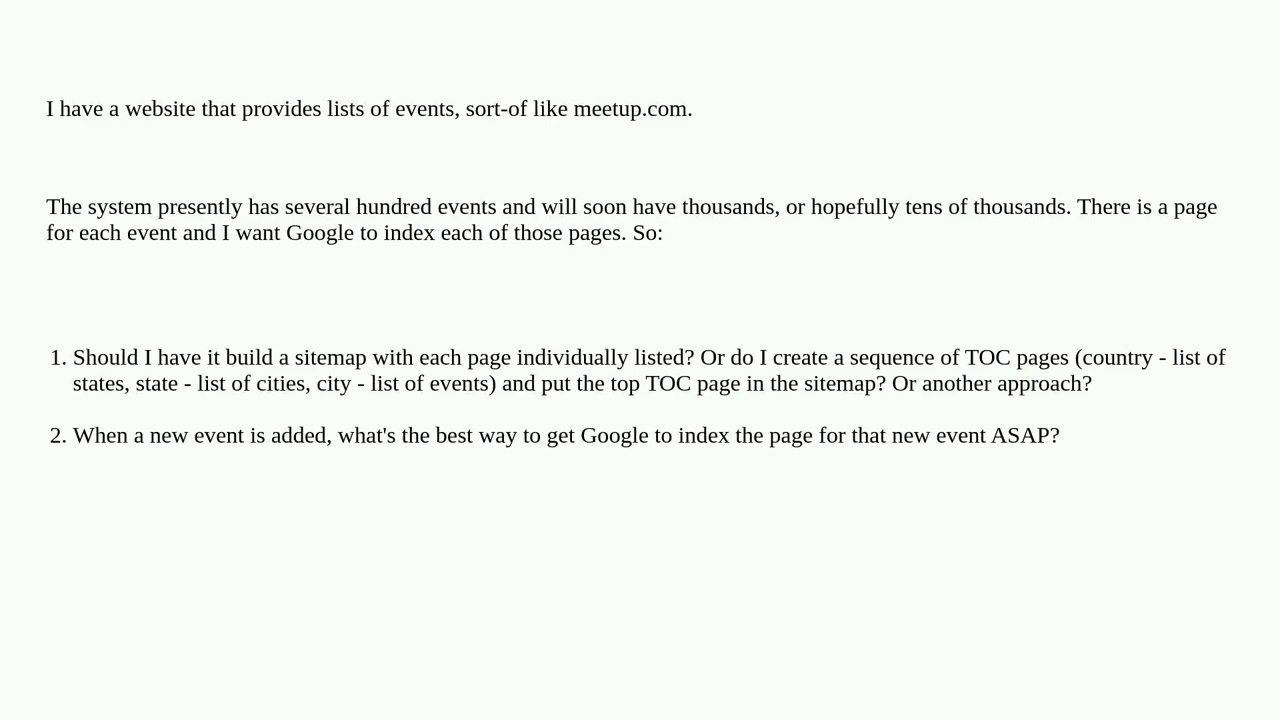 I have a website that provides lists of events, sort-of like meetup.com.
The system presently has several hundred events and will soon have thousands, or hopefully tens of thousands. There is a page
for each event and I want Google to index each of those pages. So:
1. Should I have it build a sitemap with each page individually listed? Or do I create a sequence of TOC pages (country - list of
states, state - list of cities, city - list of events) and put the top TOC page in the sitemap? Or another approach?
2. When a new event is added, what's the best way to get Google to index the page for that new event ASAP?